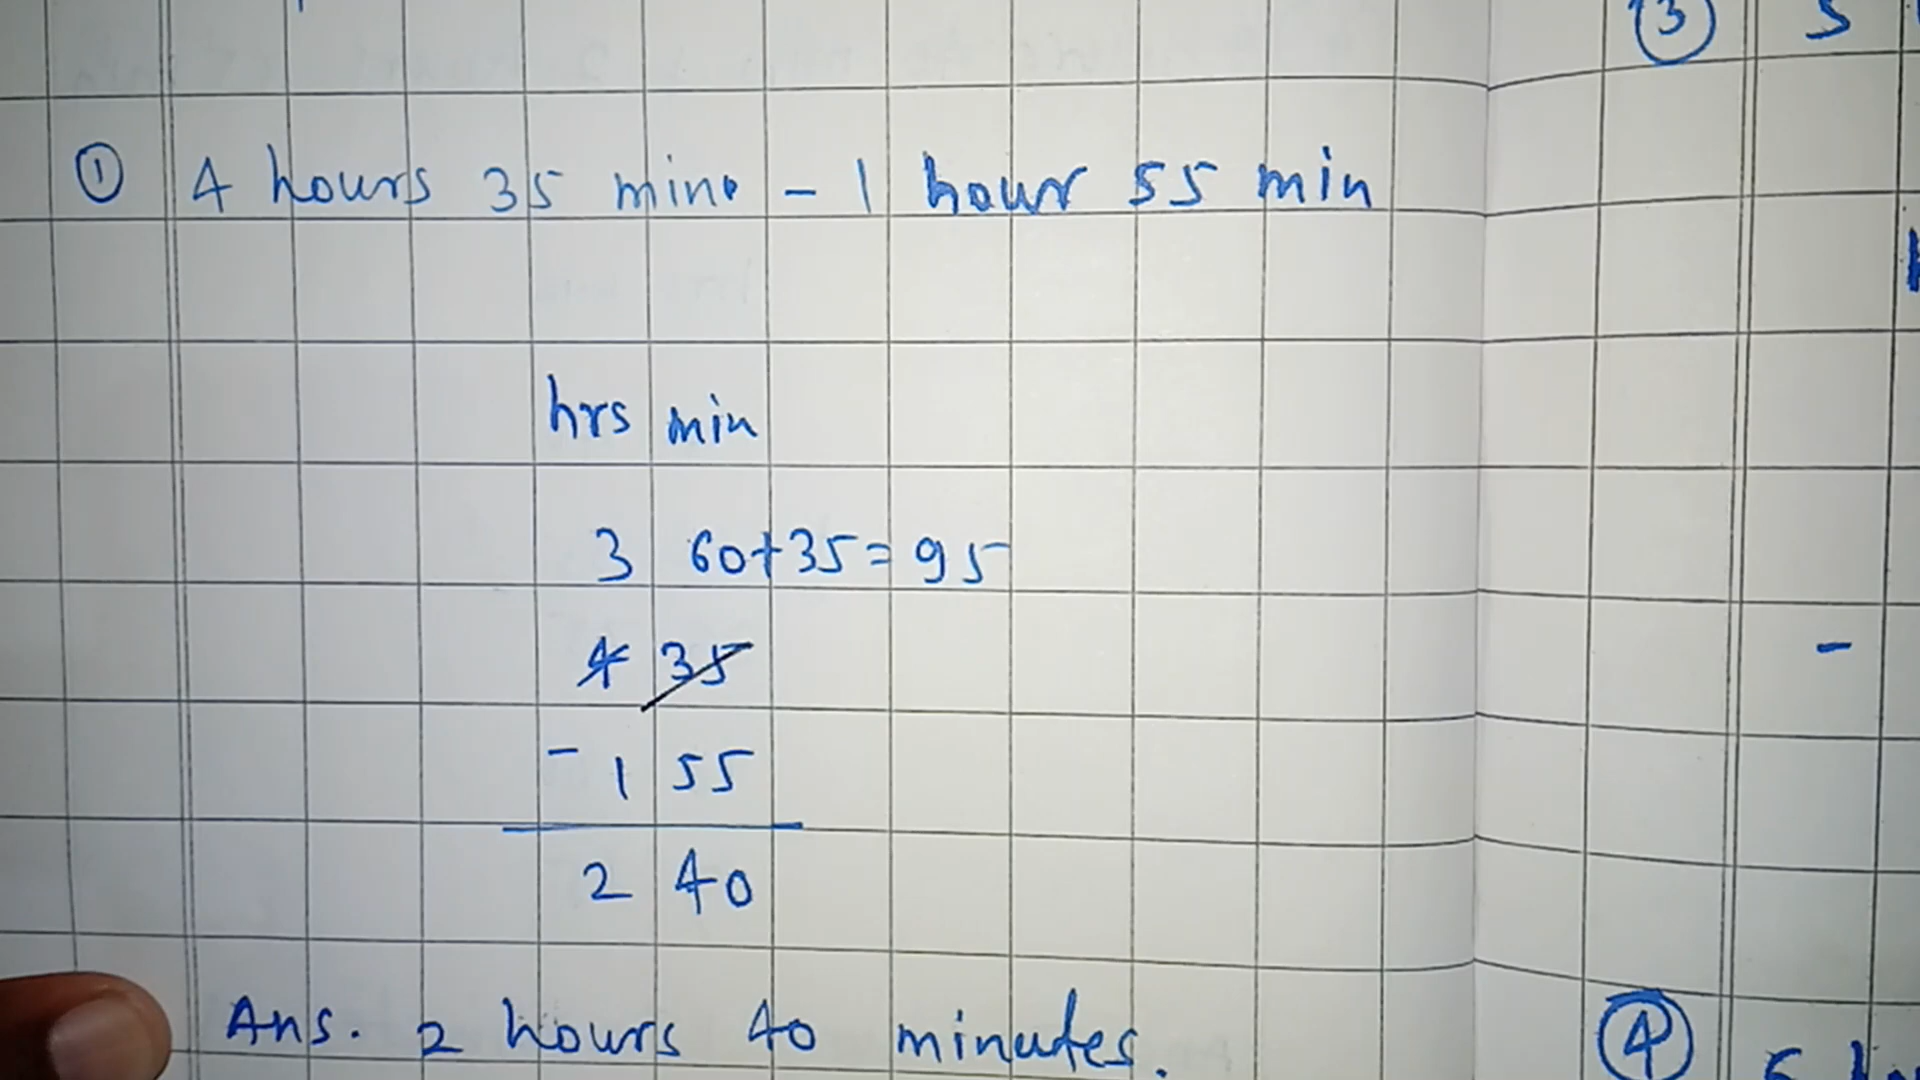 ① 4 hours 35 min. - 1 hour 55 min
hrs min
3 60+35=95
4 35
- 1 55
2 40
Ans. 2 hours 40 minutes.
③ 5
-
④